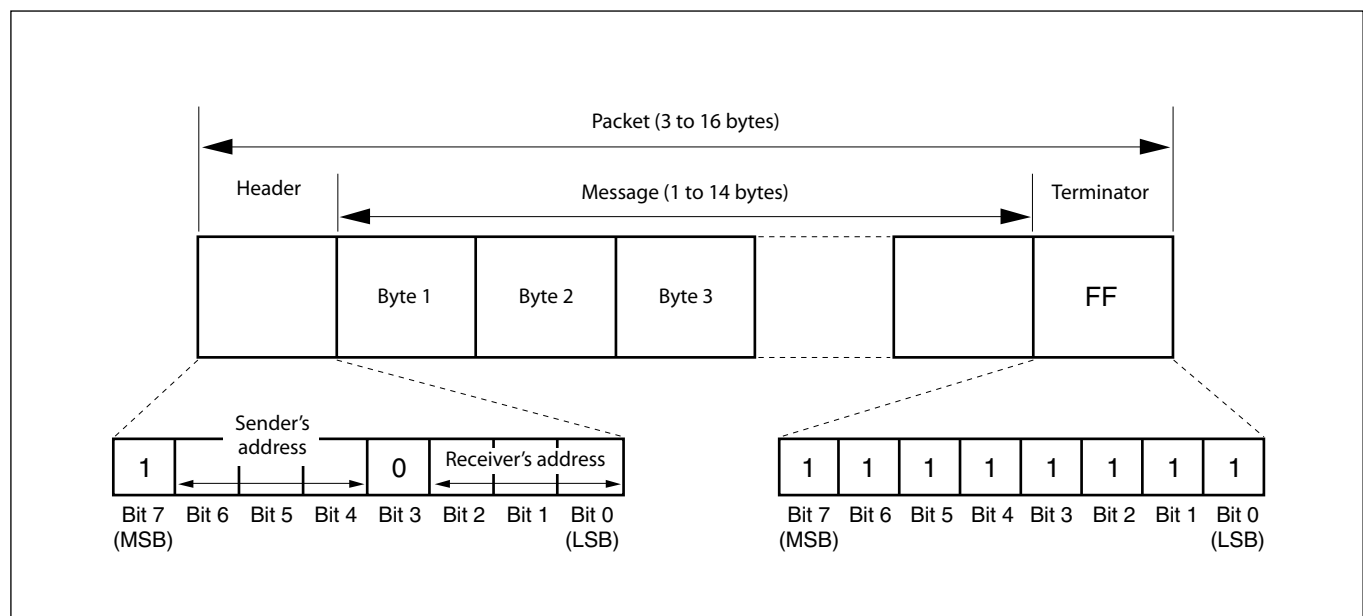 Packet (3 to 16 bytes)
Header
Message (1 to 14 bytes)
Terminator
Byte 1
Byte 2
Byte 3
FF
Sender’s
address
1
0
Receiver’s address
Bit 7
(MSB)
Bit 6
Bit 5
Bit 4
Bit 3
Bit 2
Bit 1
Bit 0
(LSB)
1 1 1 1 1 1 1 1
Bit 7
(MSB)
Bit 6
Bit 5
Bit 4
Bit 3
Bit 2
Bit 1
Bit 0
(LSB)